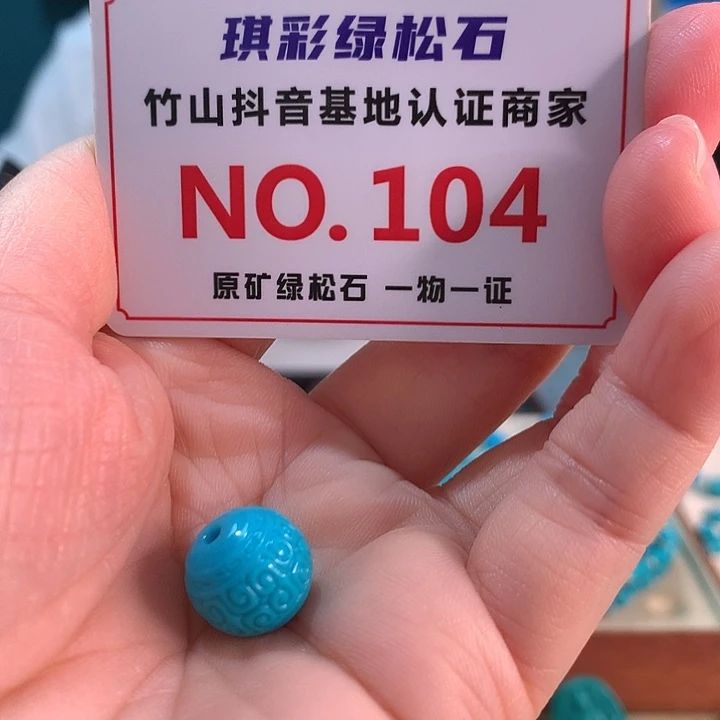 琪彩绿松石
竹山抖音基地认证商家
NO.104
原矿绿松石 一物一证